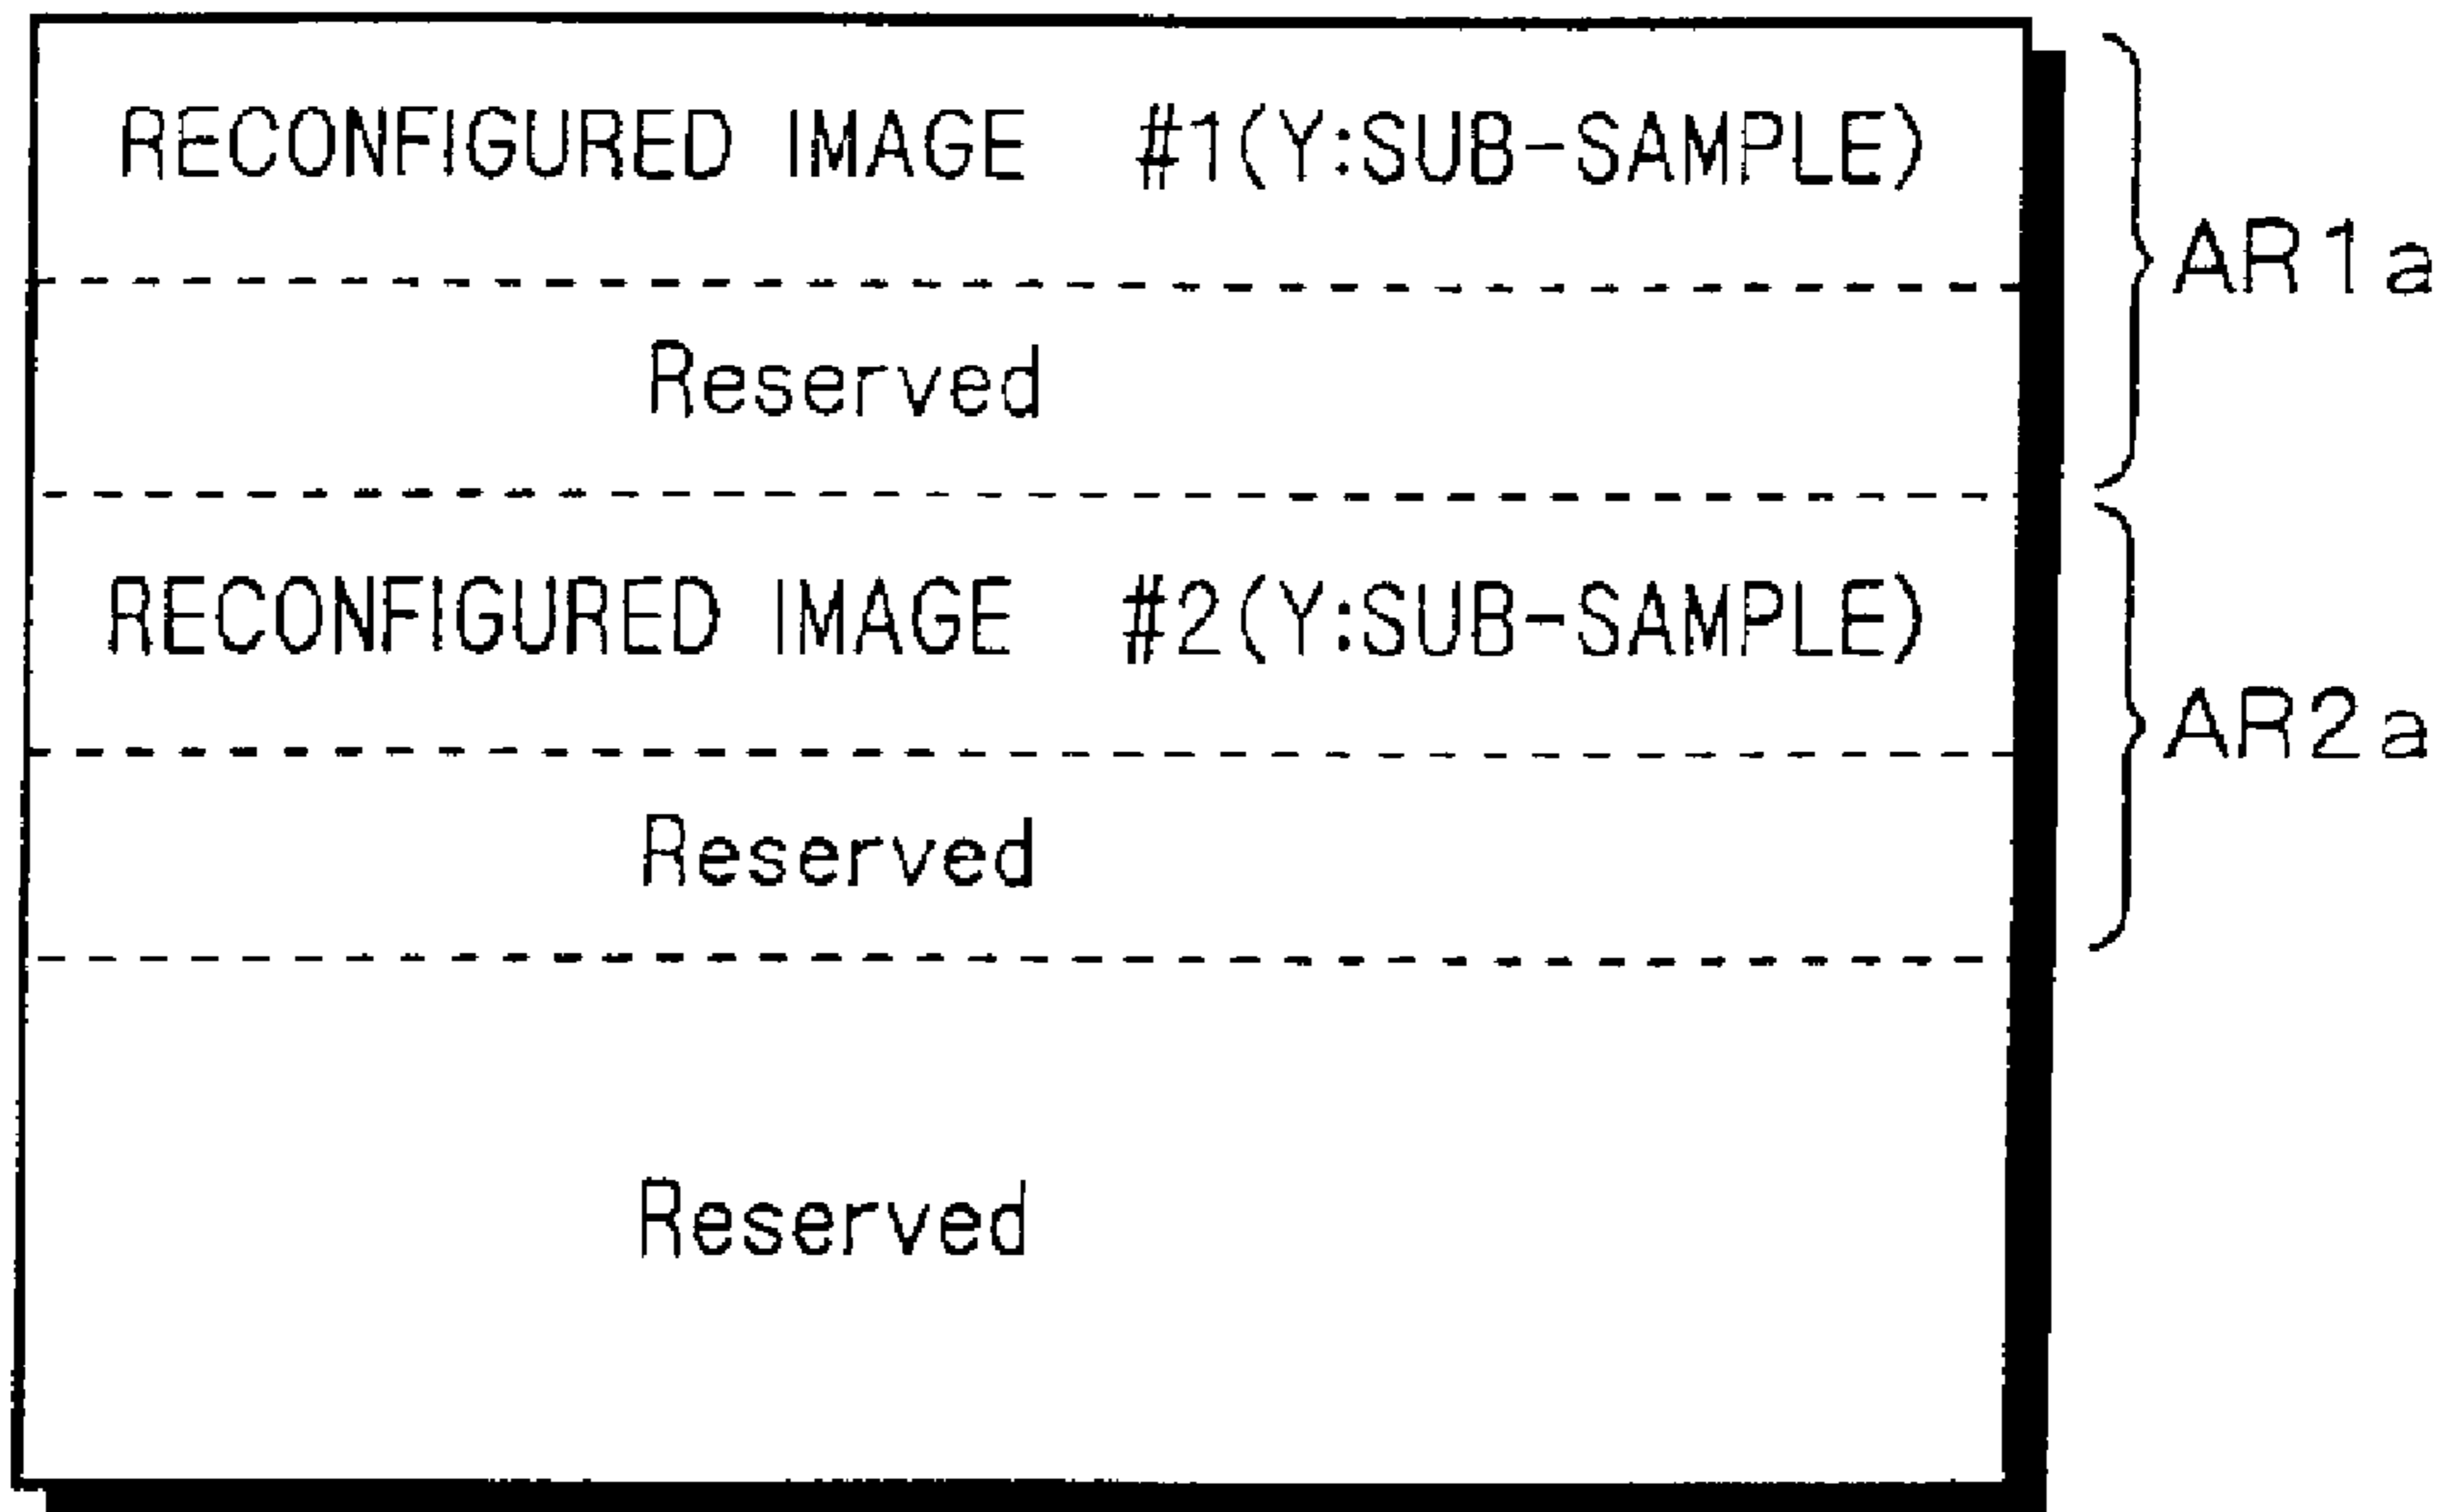 RECONFIGURED IMAGE #1(Y:SUB-SAMPLE)
AR1a
Reserved
RECONFIGURED IMAGE #2(Y:SUB-SAMPLE)
AR2a
Reserved
Reserved